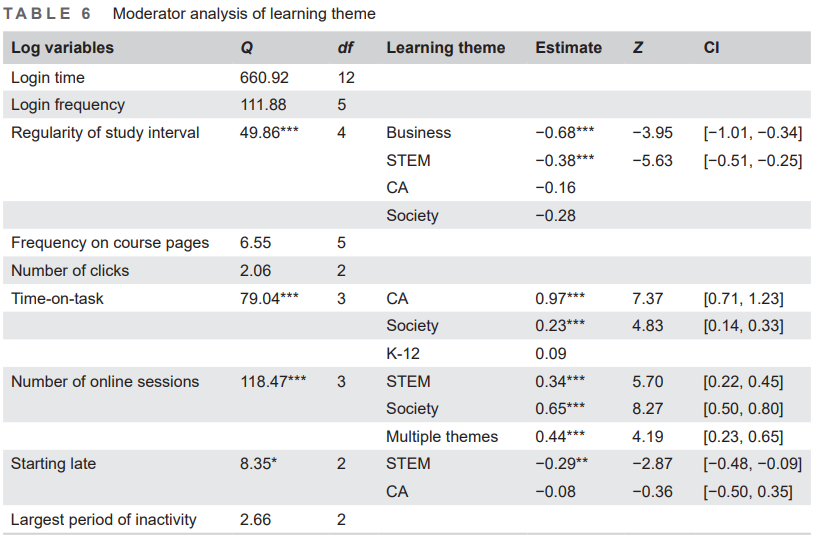 TABLE 6 Moderator analysis of learning theme
Log variables Q df Learning theme Estimate Z CI
Login time 660.92 12
Login frequency 111.88 5
Regularity of study interval 49.86*** 4 Business −0.68*** −3.95 [−1.01, −0.34]
STEM −0.38*** −5.63 [−0.51, −0.25]
CA −0.16
Society −0.28
Frequency on course pages 6.55 5
Number of clicks 2.06 2
Time-on-task 79.04*** 3 CA 0.97*** 7.37 [0.71, 1.23]
Society 0.23*** 4.83 [0.14, 0.33]
K-12 0.09
Number of online sessions 118.47*** 3 STEM 0.34*** 5.70 [0.22, 0.45]
Society 0.65*** 8.27 [0.50, 0.80]
Multiple themes 0.44*** 4.19 [0.23, 0.65]
Starting late 8.35* 2 STEM −0.29** −2.87 [−0.48, −0.09]
CA −0.08 −0.36 [−0.50, 0.35]
Largest period of inactivity 2.66 2